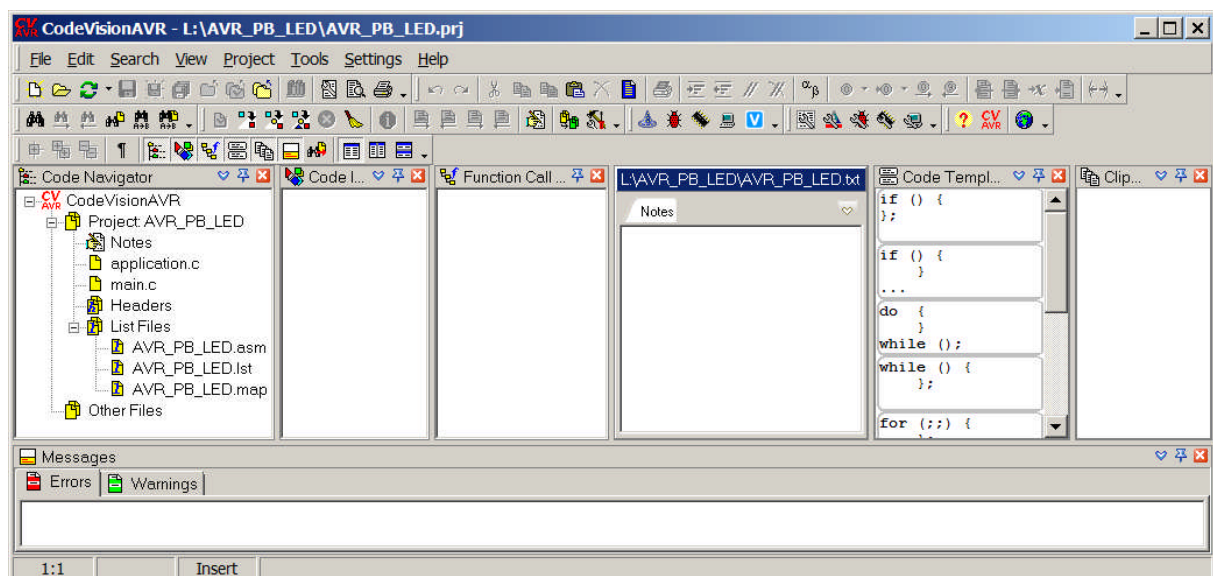 CodeVisionAVR - L:\AVR_PB_LED\AVR_PB_LED.prj
File Edit Search View Project Tools Settings Help
Code Navigator
CodeVisionAVR
Project: AVR_PB_LED
Notes
application.c
main.c
Headers
List Files
AVR_PB_LED.asm
AVR_PB_LED.lst
AVR_PB_LED.map
Other Files
Code I...
Function Call ...
L:\AVR_PB_LED\AVR_PB_LED.txt
Notes
Code Templ...
if () {
};
if () {
}
...
do {
}
while ();
while () {
};
for (;;) {
Clip...
Messages
Errors Warnings
1:1 Insert